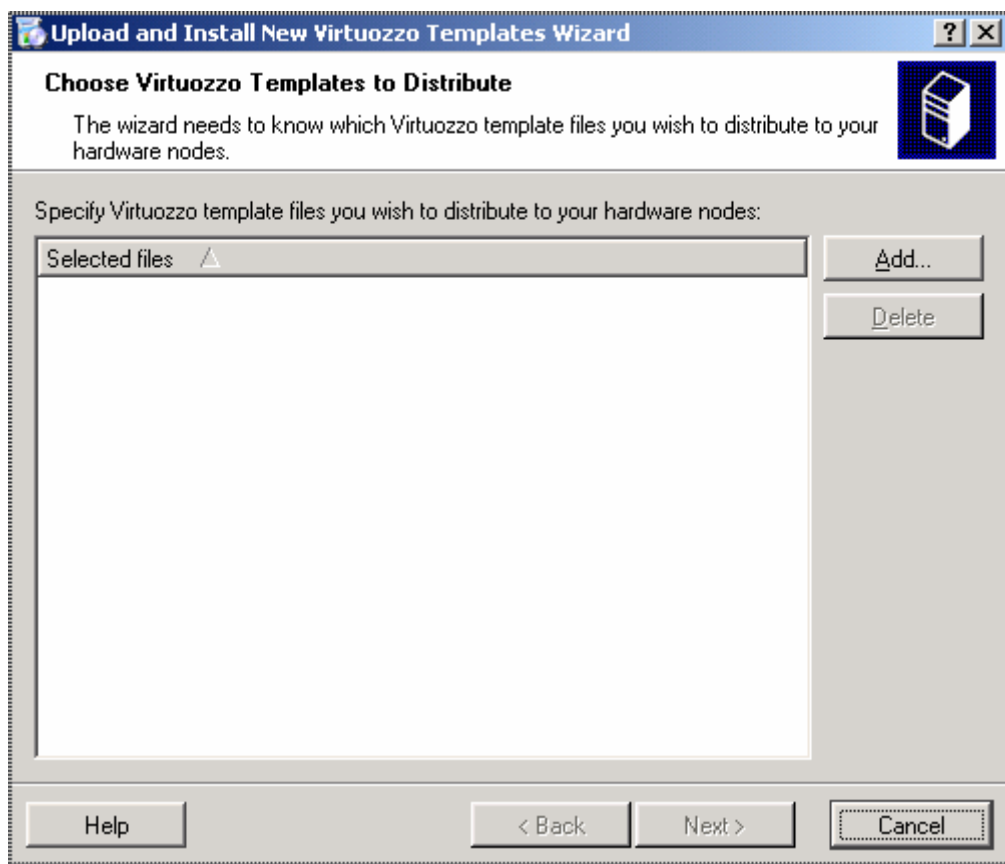 Upload and Install New Virtuozzo Templates Wizard
Choose Virtuozzo Templates to Distribute
The wizard needs to know which Virtuozzo template files you wish to distribute to your
hardware nodes.
Specify Virtuozzo template files you wish to distribute to your hardware nodes:
Selected files
Add...
Delete
Help
< Back
Next >
Cancel